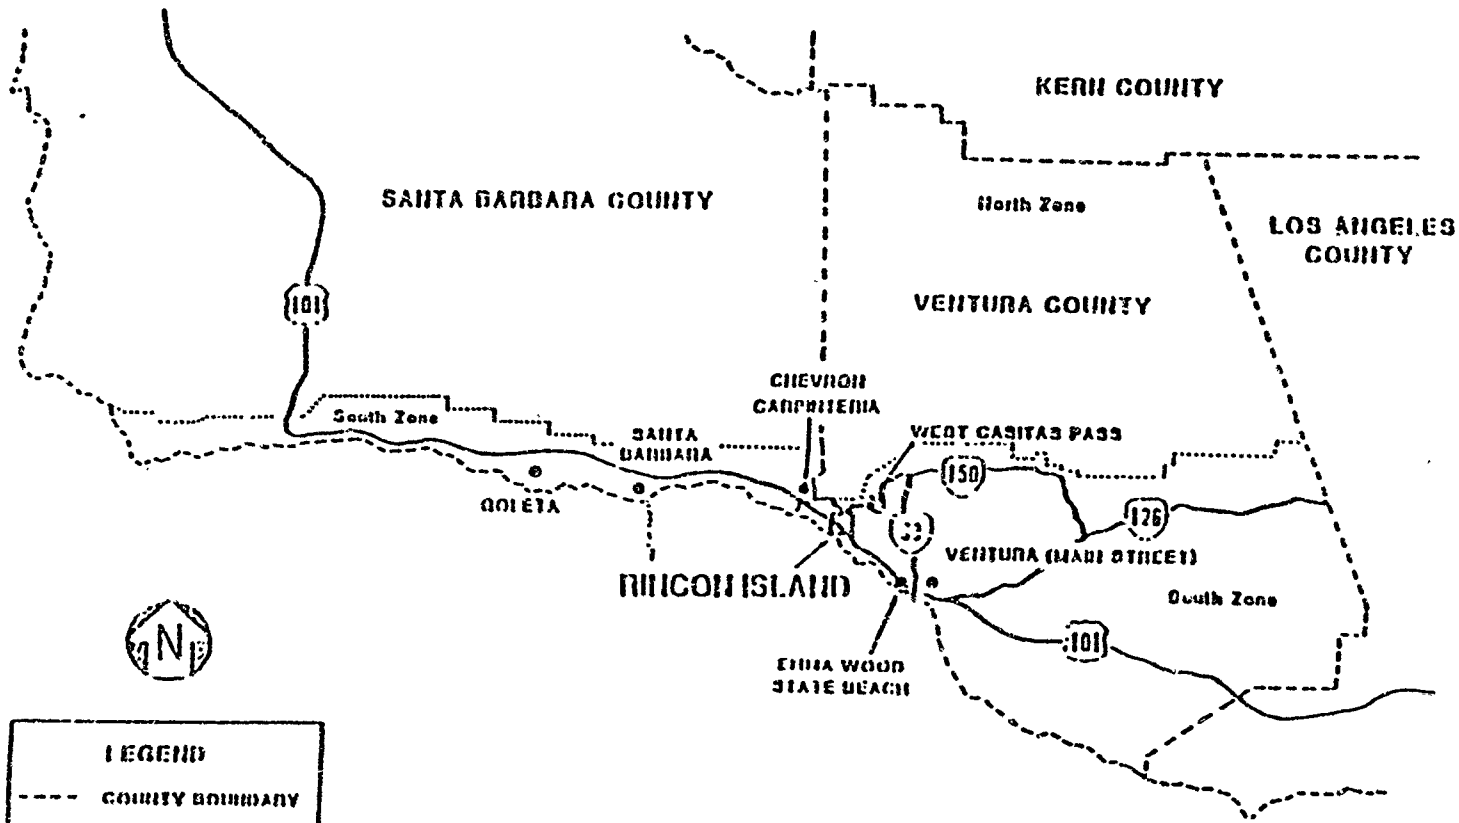 KERN COUNTY
SANTA BARBARA COUNTY
North Zone
LOS ANGELES
COUNTY
101
VENTURA COUNTY
CHEVRON
CARPINTERIA
South Zone
SANTA
BARBARA
WEST CASITAS PASS
150
GOLETA
126
33
VENTURA (MAIN STREET)
RINCON ISLAND
South Zone
N
101
EMMA WOOD
STATE BEACH
LEGEND
COUNTY BOUNDARY